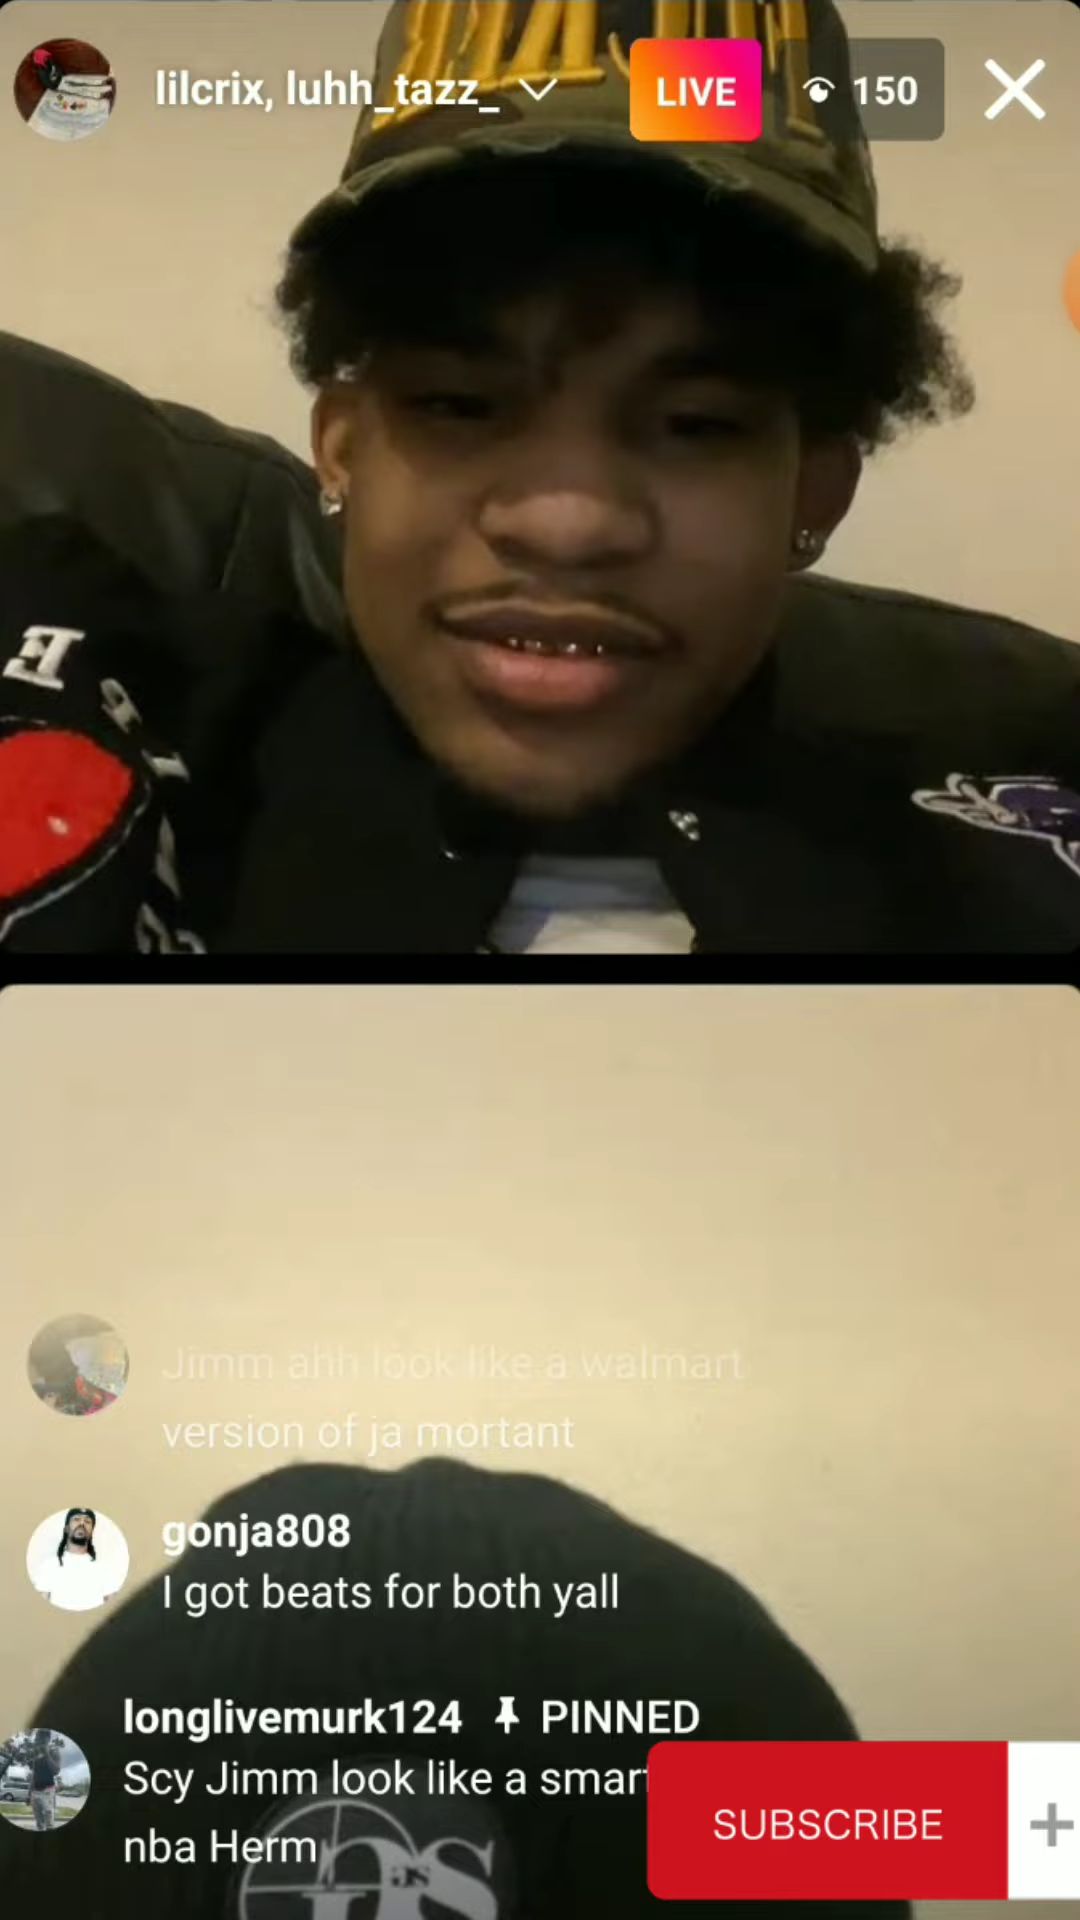 lilcrix, luhh_tazz_
LIVE
150
Jimm ahh look like a walmart
version of ja mortant
gonja808
I got beats for both yall
longlivemurk124 PINNED
Scy Jimm look like a smart
nba Herm
SUBSCRIBE